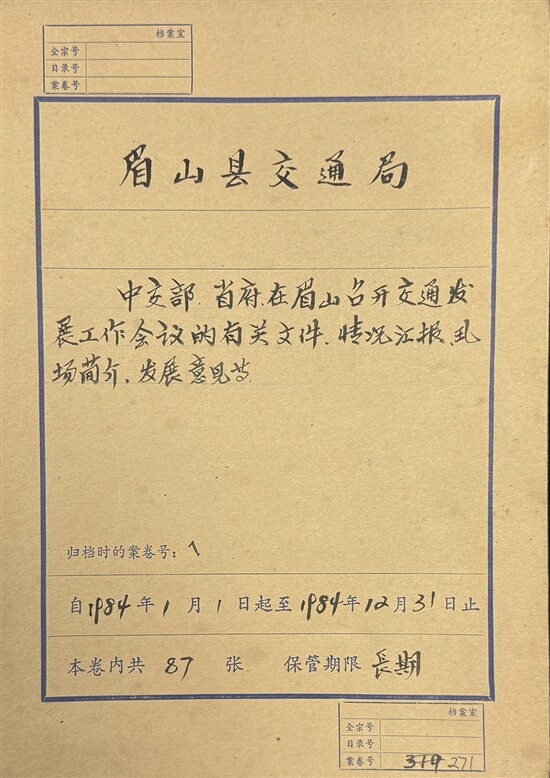 档案室
全宗号
目录号
案卷号
眉山县交通局
中交部.省府.在眉山召开交通发
展工作会议的有关文件.情况汇报.现
场简介.发展意见等.
归档时的案卷号：7
自1984年1月1日起至1984年12月31日止
本卷内共87张 保管期限 长期
档案室
全宗号
目录号
案卷号 319 271